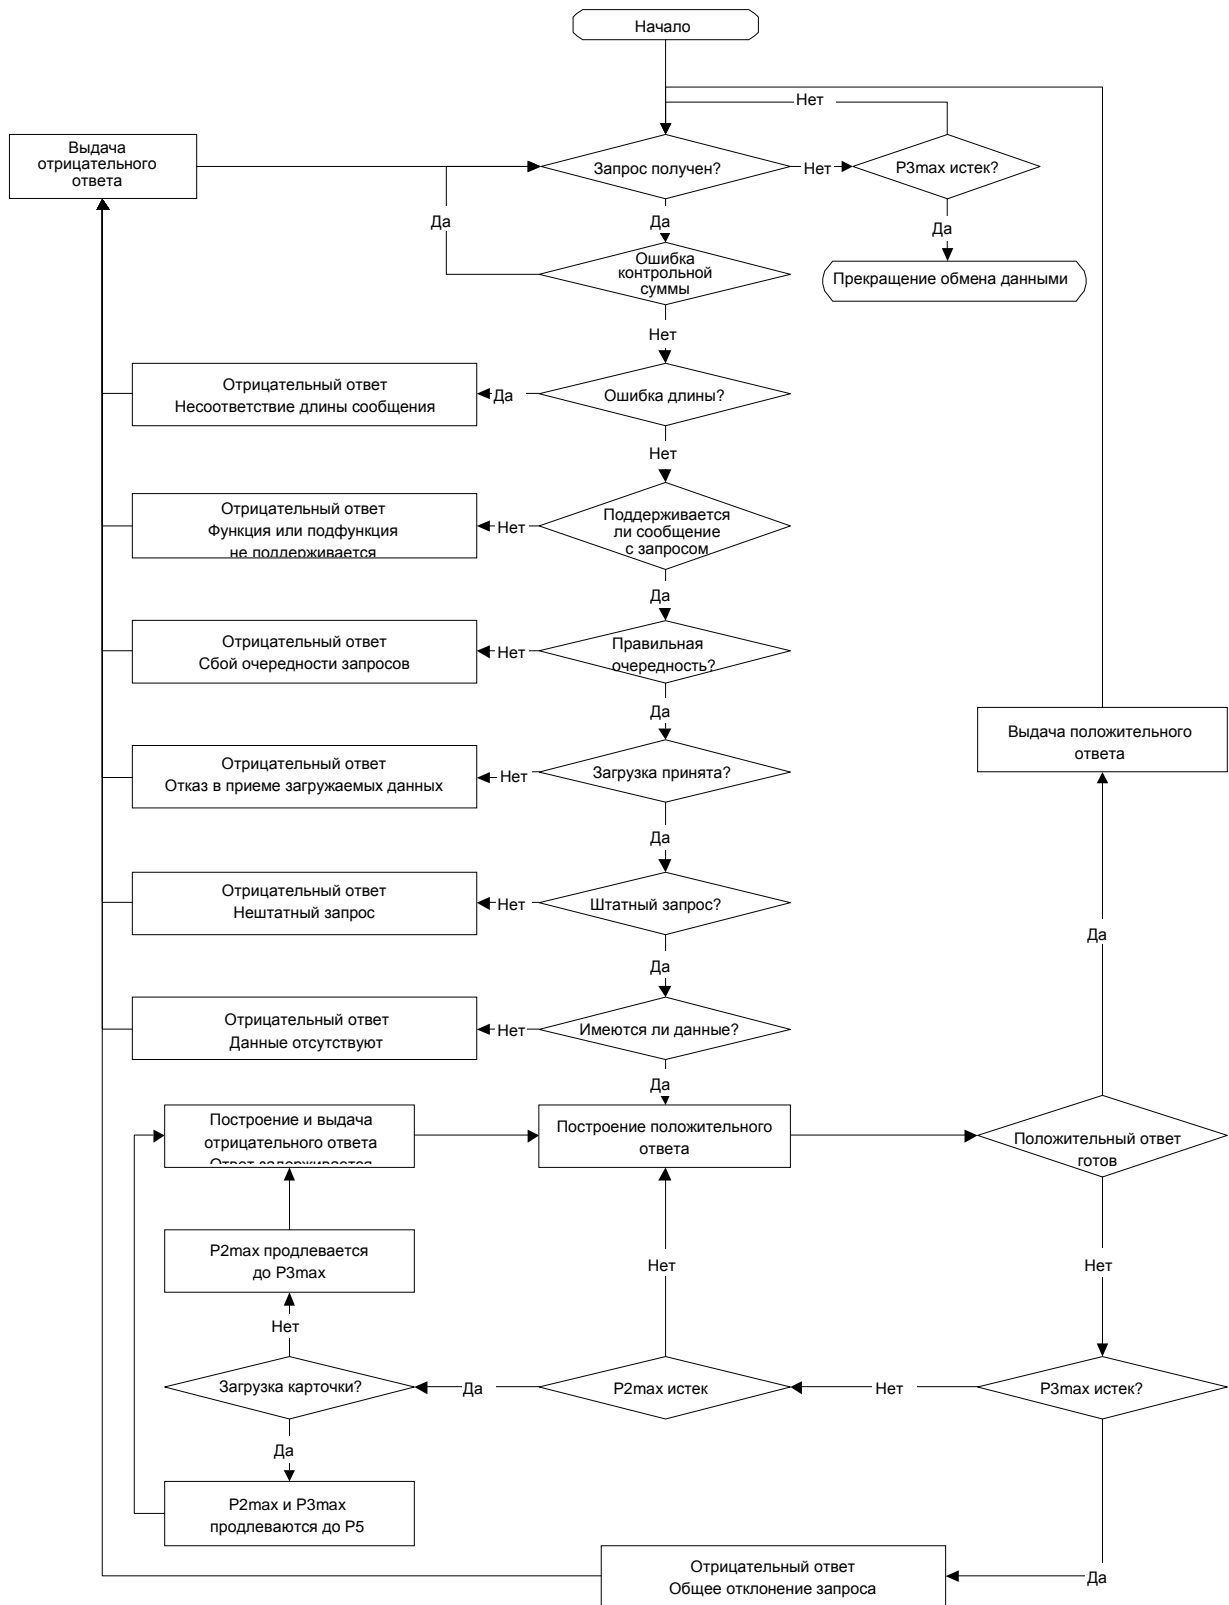 Начало
Нет
Выдача
отрицательного
ответа
Запрос получен?
Нет
P3max истек?
Да
Да
Да
Ошибка
контрольной
суммы
Прекращение обмена данными
Нет
Отрицательный ответ
Несоответствие длины сообщения
Да
Ошибка длины?
Нет
Отрицательный ответ
Функция или подфункция
не поддерживается
Нет
Поддерживается
ли сообщение
с запросом
Да
Отрицательный ответ
Сбой очередности запросов
Нет
Правильная
очередность?
Да
Выдача положительного
ответа
Отрицательный ответ
Отказ в приеме загружаемых данных
Нет
Загрузка принята?
Да
Отрицательный ответ
Нештатный запрос
Нет
Штатный запрос?
Да
Да
Отрицательный ответ
Данные отсутствуют
Нет
Имеются ли данные?
Да
Построение и выдача
отрицательного ответа
Ответ задерживается
Построение положительного
ответа
Положительный ответ
готов
P2max продлевается
до P3max
Нет
Нет
Нет
Загрузка карточки?
Да
P2max истек
Нет
P3max истек?
Да
P2max и P3max
продлеваются до P5
Отрицательный ответ
Общее отклонение запроса
Да